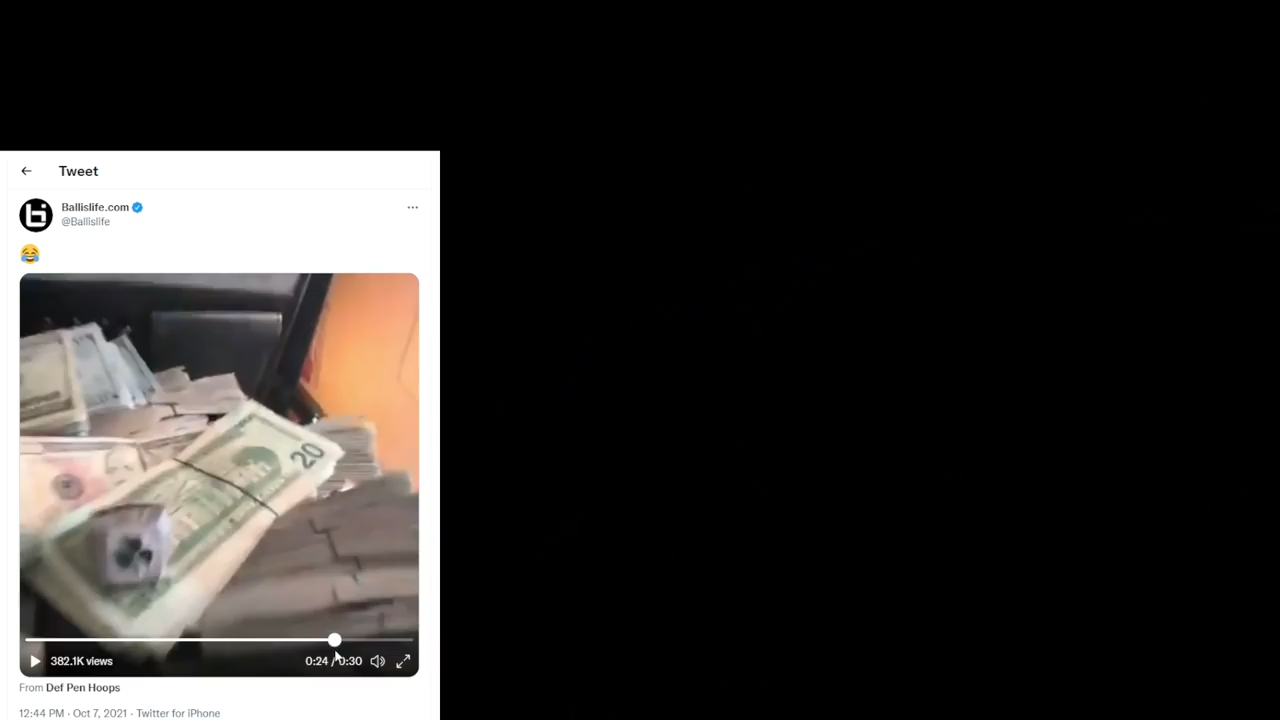 Tweet
Ballislife.com
@Ballislife
20
382.1K views
0:24 / 0:30
From Def Pen Hoops
12:44 PM · Oct 7, 2021 · Twitter for iPhone